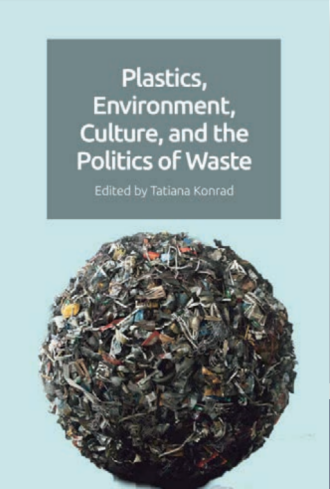 Plastics,
Environment,
Culture, and the
Politics of Waste
Edited by Tatiana Konrad